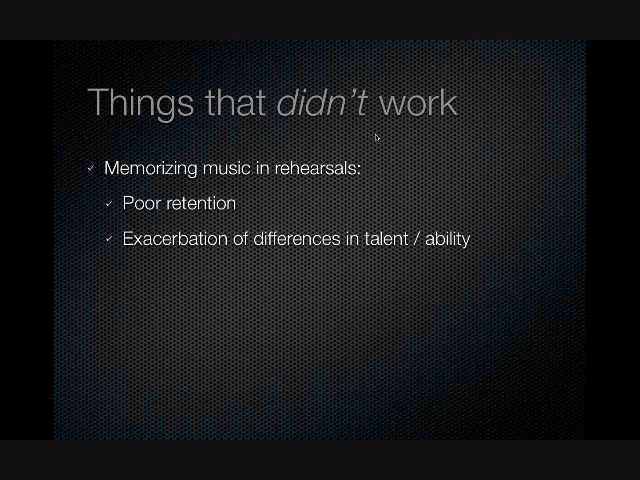 Things that didn't work
Memorizing music in rehearsals:
Poor retention
Exacerbation of differences in talent / ability